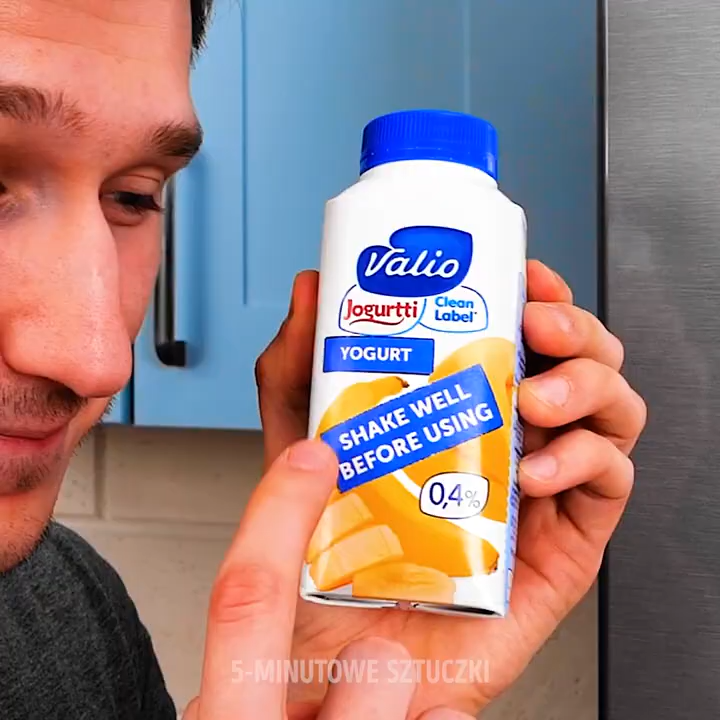 Valio
Jogurtti
Clean
Label
YOGURT
SHAKE WELL
BEFORE USING
0,4%
5-MINUTOWE SZTUCZKI